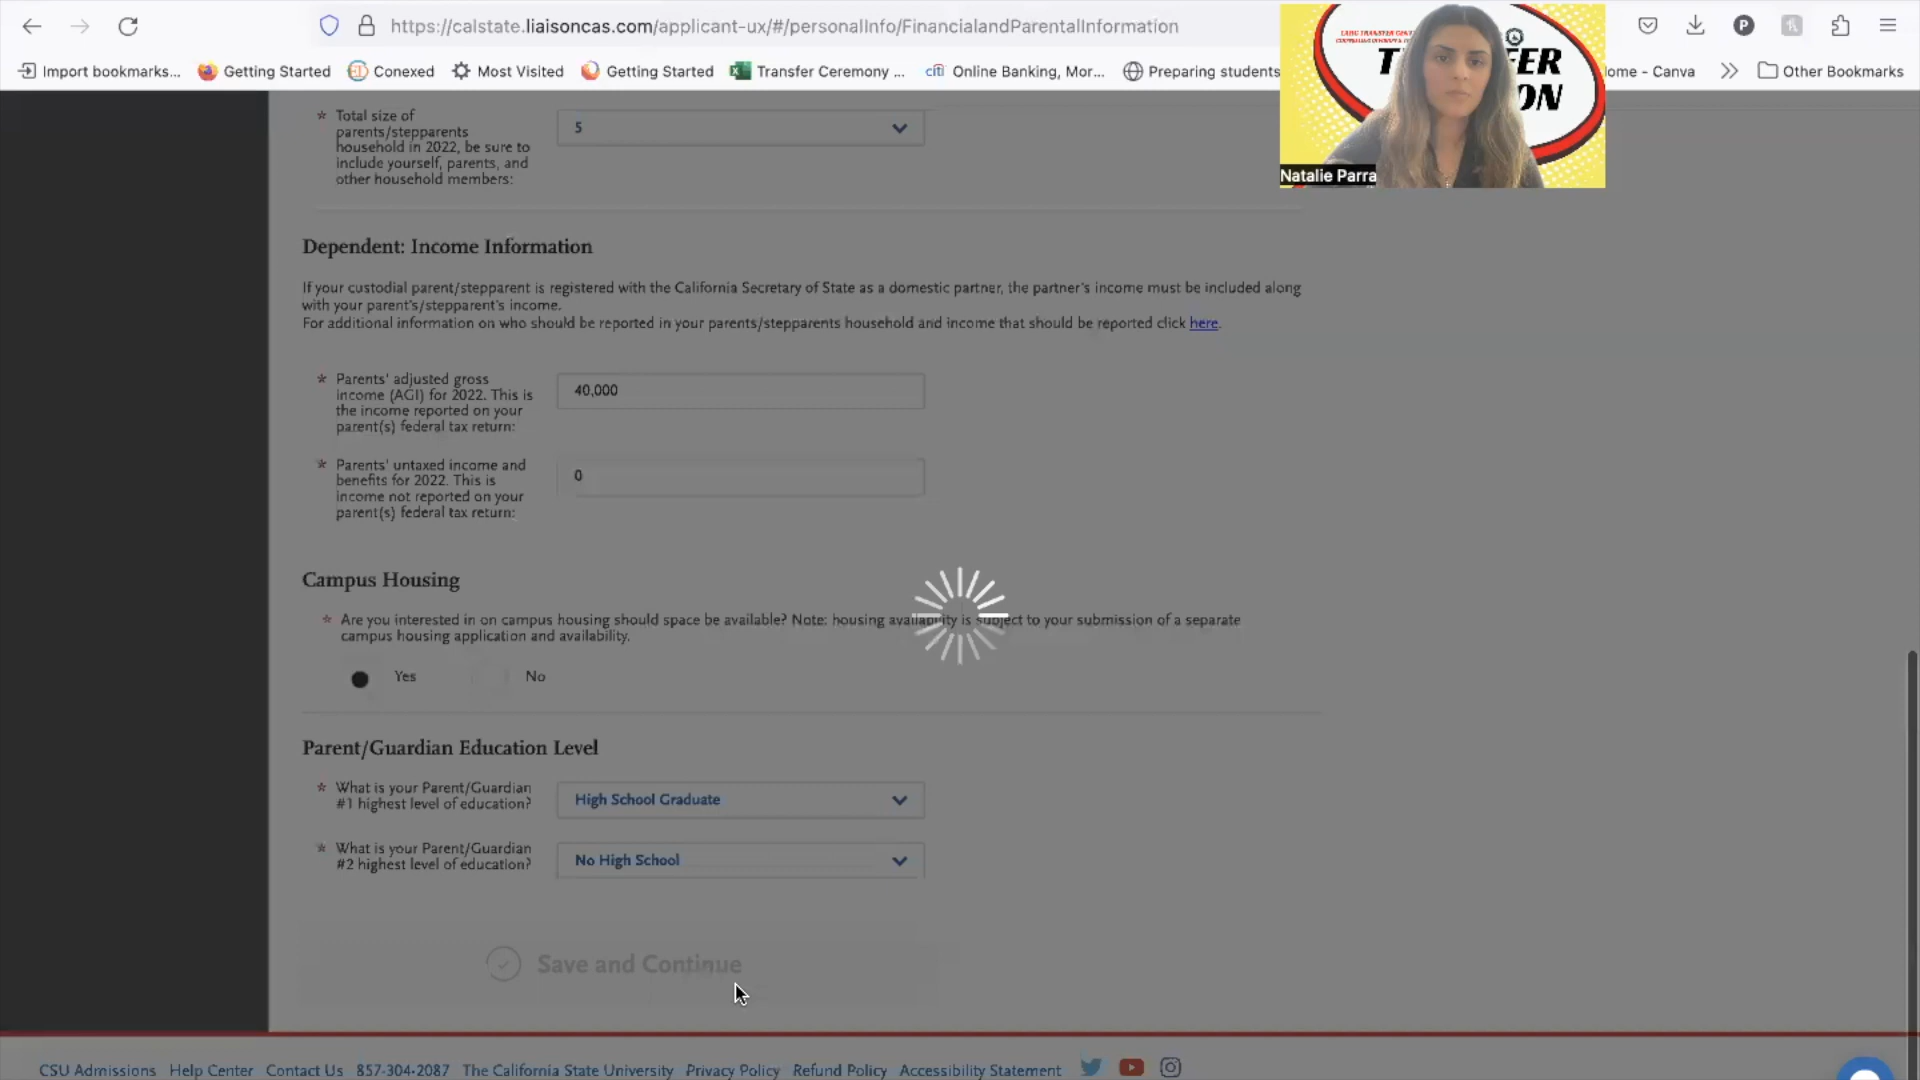 https://calstate.liaisoncas.com/applicant-ux/#/personalInfo/FinancialandParentalInformation
Import bookmarks...
Getting Started
Conexed
Most Visited
Getting Started
Transfer Ceremony ...
citi
Online Banking, Mor...
Preparing students
ome - Canva
Other Bookmarks
Natalie Parra
* Total size of
parents/stepparents
household in 2022, be sure to
include yourself, parents, and
other household members:
5
Dependent: Income Information
If your custodial parent/stepparent is registered with the California Secretary of State as a domestic partner, the partner's income must be included along
with your parent's/stepparent's income.
For additional information on who should be reported in your parents/stepparents household and income that should be reported click here.
* Parents' adjusted gross
income (AGI) for 2022. This is
the income reported on your
parent(s) federal tax return:
40,000
* Parents' untaxed income and
benefits for 2022. This is
income not reported on your
parent(s) federal tax return:
0
Campus Housing
* Are you interested in on campus housing should space be available? Note: housing availability is subject to your submission of a separate
campus housing application and availability.
Yes
No
Parent/Guardian Education Level
* What is your Parent/Guardian
#1 highest level of education?
High School Graduate
* What is your Parent/Guardian
#2 highest level of education?
No High School
Save and Continue
CSU Admissions
Help Center
Contact Us
857-304-2087
The California State University
Privacy Policy
Refund Policy
Accessibility Statement